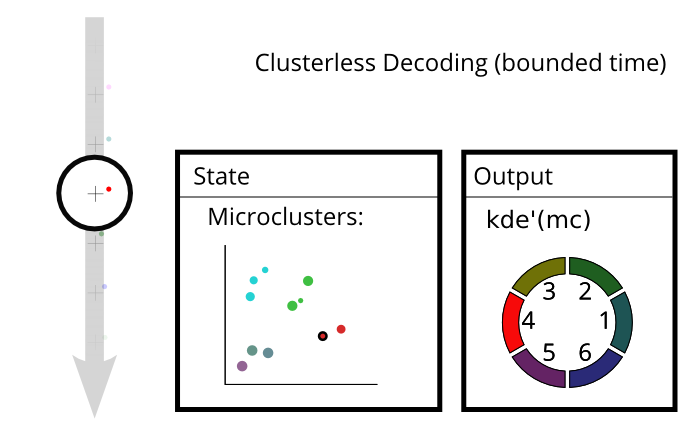 Clusterless Decoding (bounded time)
State
Microclusters:
Output
kde'(mc)
3 2
4 1
5 6